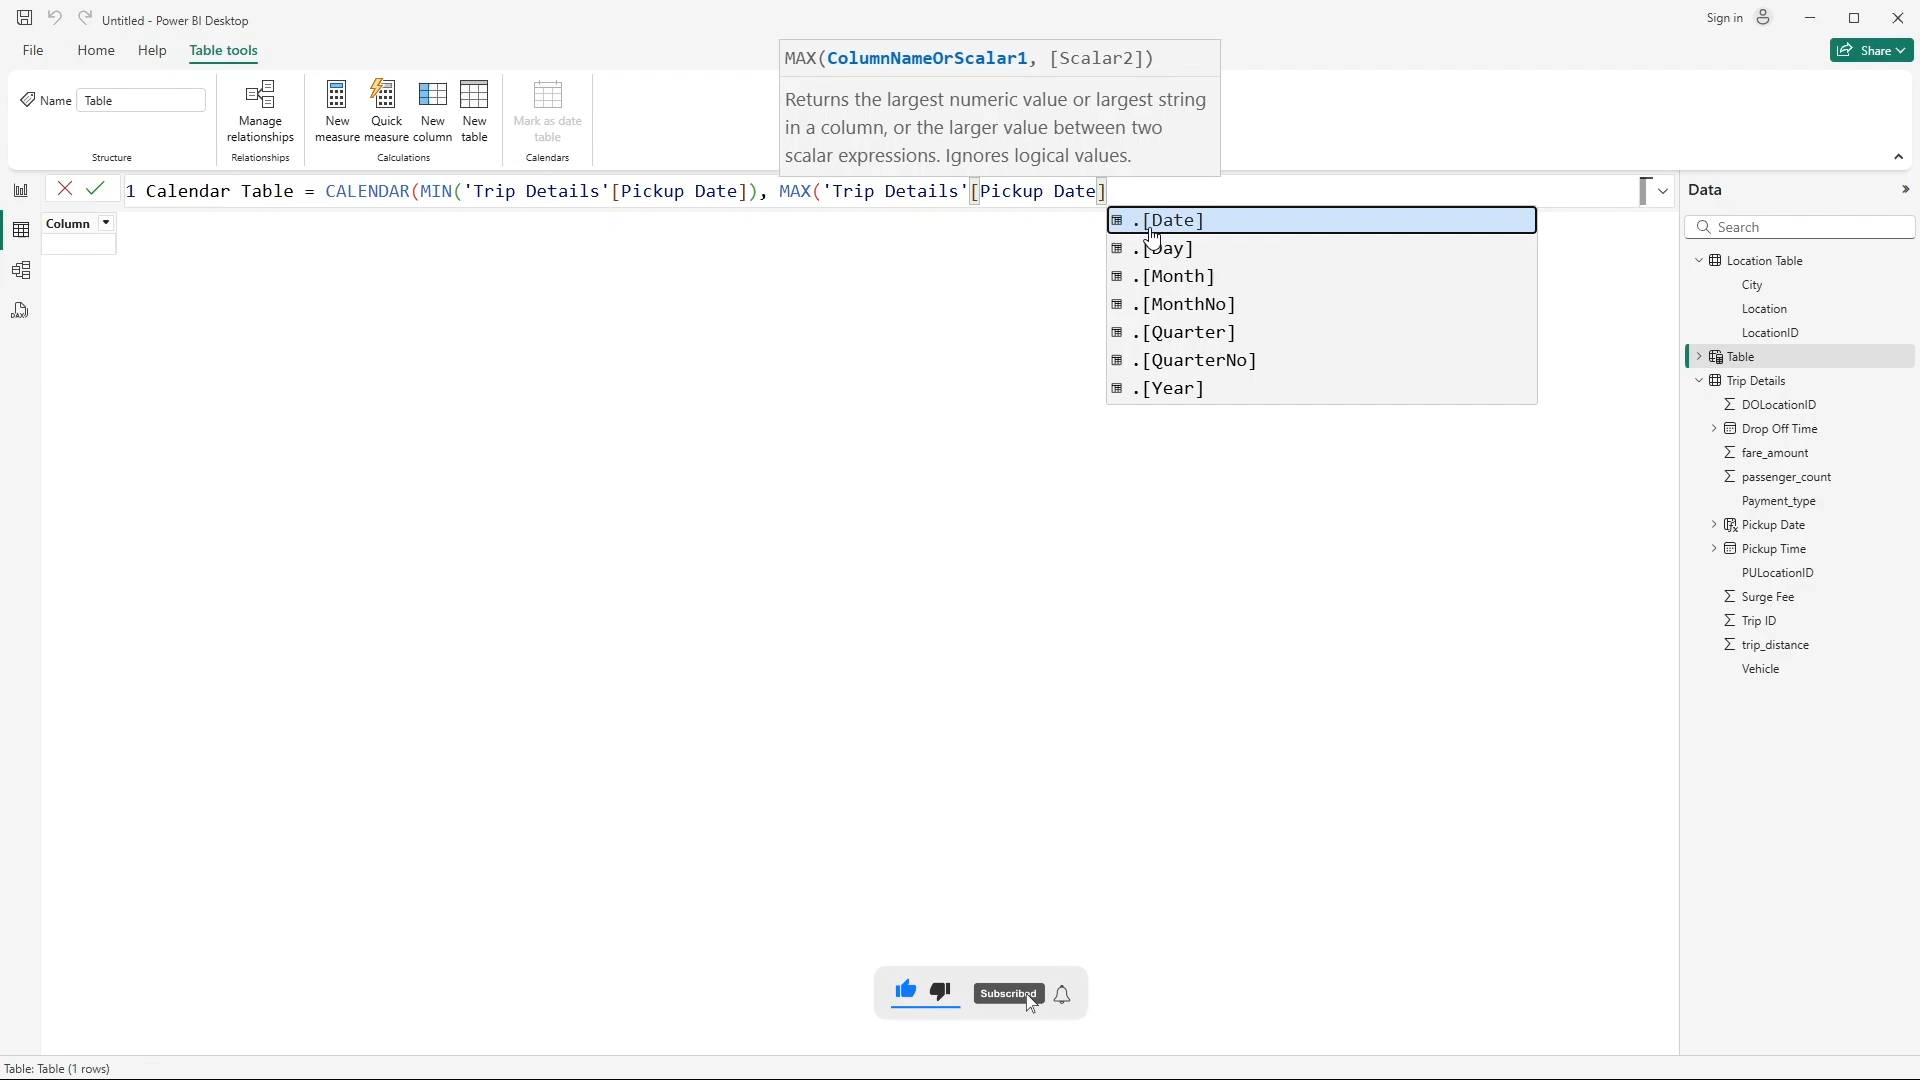 Untitled - Power BI Desktop
Sign in
File
Home
Help
Table tools
Share
Name
Table
Structure
Manage
relationships
Relationships
New
measure
Quick
measure
New
column
New
table
Calculations
Mark as date
table
Calendars
MAX(ColumnNameOrScalar1, [Scalar2])
Returns the largest numeric value or largest string
in a column, or the larger value between two
scalar expressions. Ignores logical values.
1 Calendar Table = CALENDAR(MIN('Trip Details'[Pickup Date]), MAX('Trip Details'[Pickup Date]
.[Date]
.[Day]
.[Month]
.[MonthNo]
.[Quarter]
.[QuarterNo]
.[Year]
Column
Data
Search
Location Table
City
Location
LocationID
Table
Trip Details
DOLocationID
Drop Off Time
fare_amount
passenger_count
Payment_type
Pickup Date
Pickup Time
PULocationID
Surge Fee
Trip ID
trip_distance
Vehicle
Subscribed
Table: Table (1 rows)